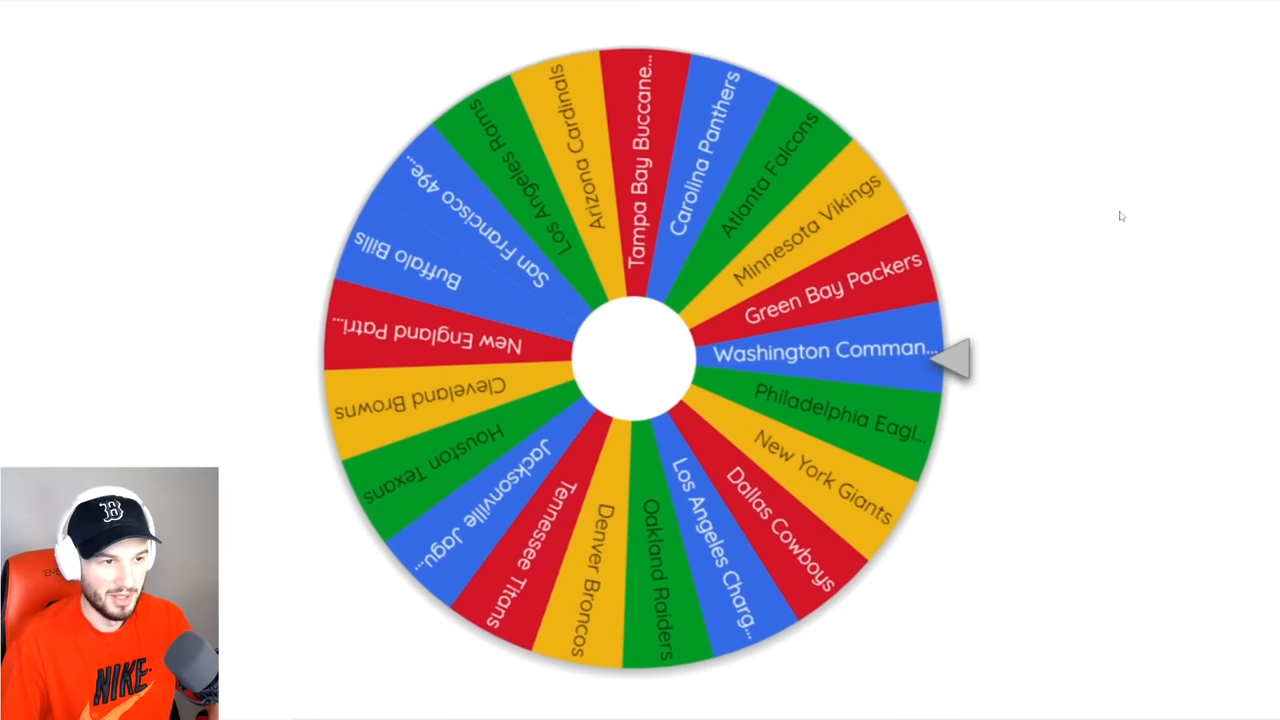 Tampa Bay Buccane...
Carolina Panthers
Atlanta Falcons
Minnesota Vikings
Green Bay Packers
Washington Comman...
Philadelphia Eagl...
New York Giants
Dallas Cowboys
Los Angeles Charg...
Oakland Raiders
Denver Broncos
Tennessee Titans
Jacksonville Jagu...
Houston Texans
Cleveland Browns
New England Patri...
Buffalo Bills
San Francisco 49e...
Los Angeles Rams
Arizona Cardinals
B
NIKE